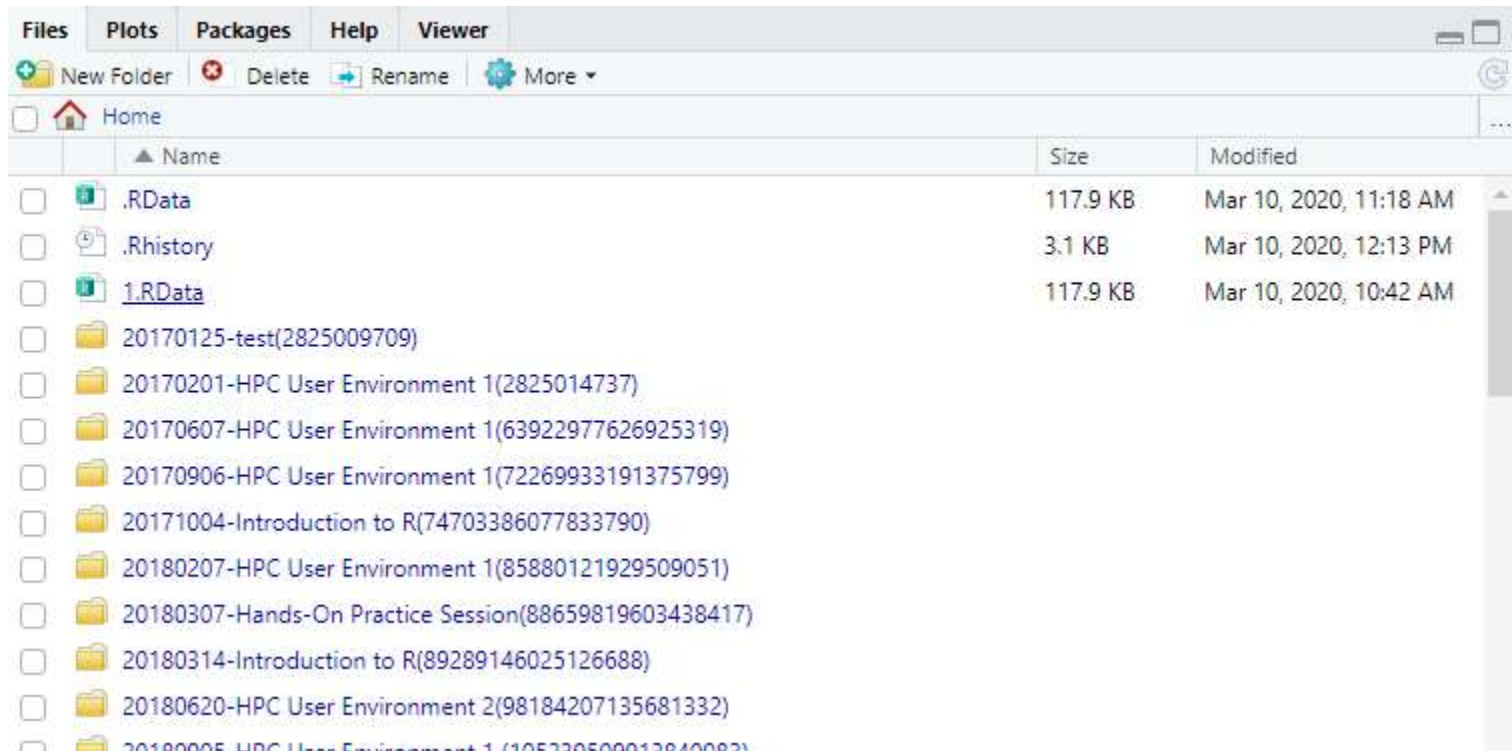 Files Plots Packages Help Viewer
New Folder Delete Rename More
Home ...
Name Size Modified
.RData 117.9 KB Mar 10, 2020, 11:18 AM
.Rhistory 3.1 KB Mar 10, 2020, 12:13 PM
1.RData 117.9 KB Mar 10, 2020, 10:42 AM
20170125-test(2825009709)
20170201-HPC User Environment 1(2825014737)
20170607-HPC User Environment 1(63922977626925319)
20170906-HPC User Environment 1(72269933191375799)
20171004-Introduction to R(74703386077833790)
20180207-HPC User Environment 1(85880121929509051)
20180307-Hands-On Practice Session(88659819603438417)
20180314-Introduction to R(89289146025126688)
20180620-HPC User Environment 2(98184207135681332)
HPC User Environment 1